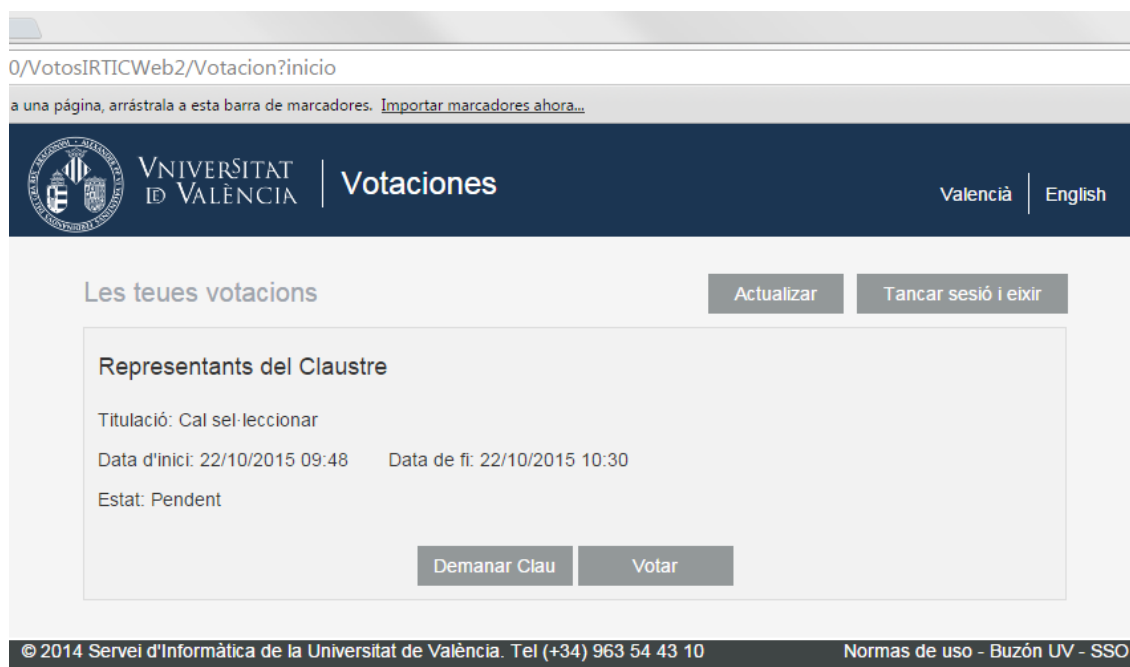 0/VotosIRTICWeb2/Votacion?inicio
a una página, arrástrala a esta barra de marcadores. Importar marcadores ahora...
VNIVERSITAT
ID VALÈNCIA
Votaciones
Valencià
English
Les teues votacions
Actualizar
Tancar sesió i eixir
Representants del Claustre
Titulació: Cal sel·leccionar
Data d'inici: 22/10/2015 09:48 Data de fi: 22/10/2015 10:30
Estat: Pendent
Demanar Clau
Votar
© 2014 Servei d'Informàtica de la Universitat de València. Tel (+34) 963 54 43 10 Normas de uso - Buzón UV - SSO